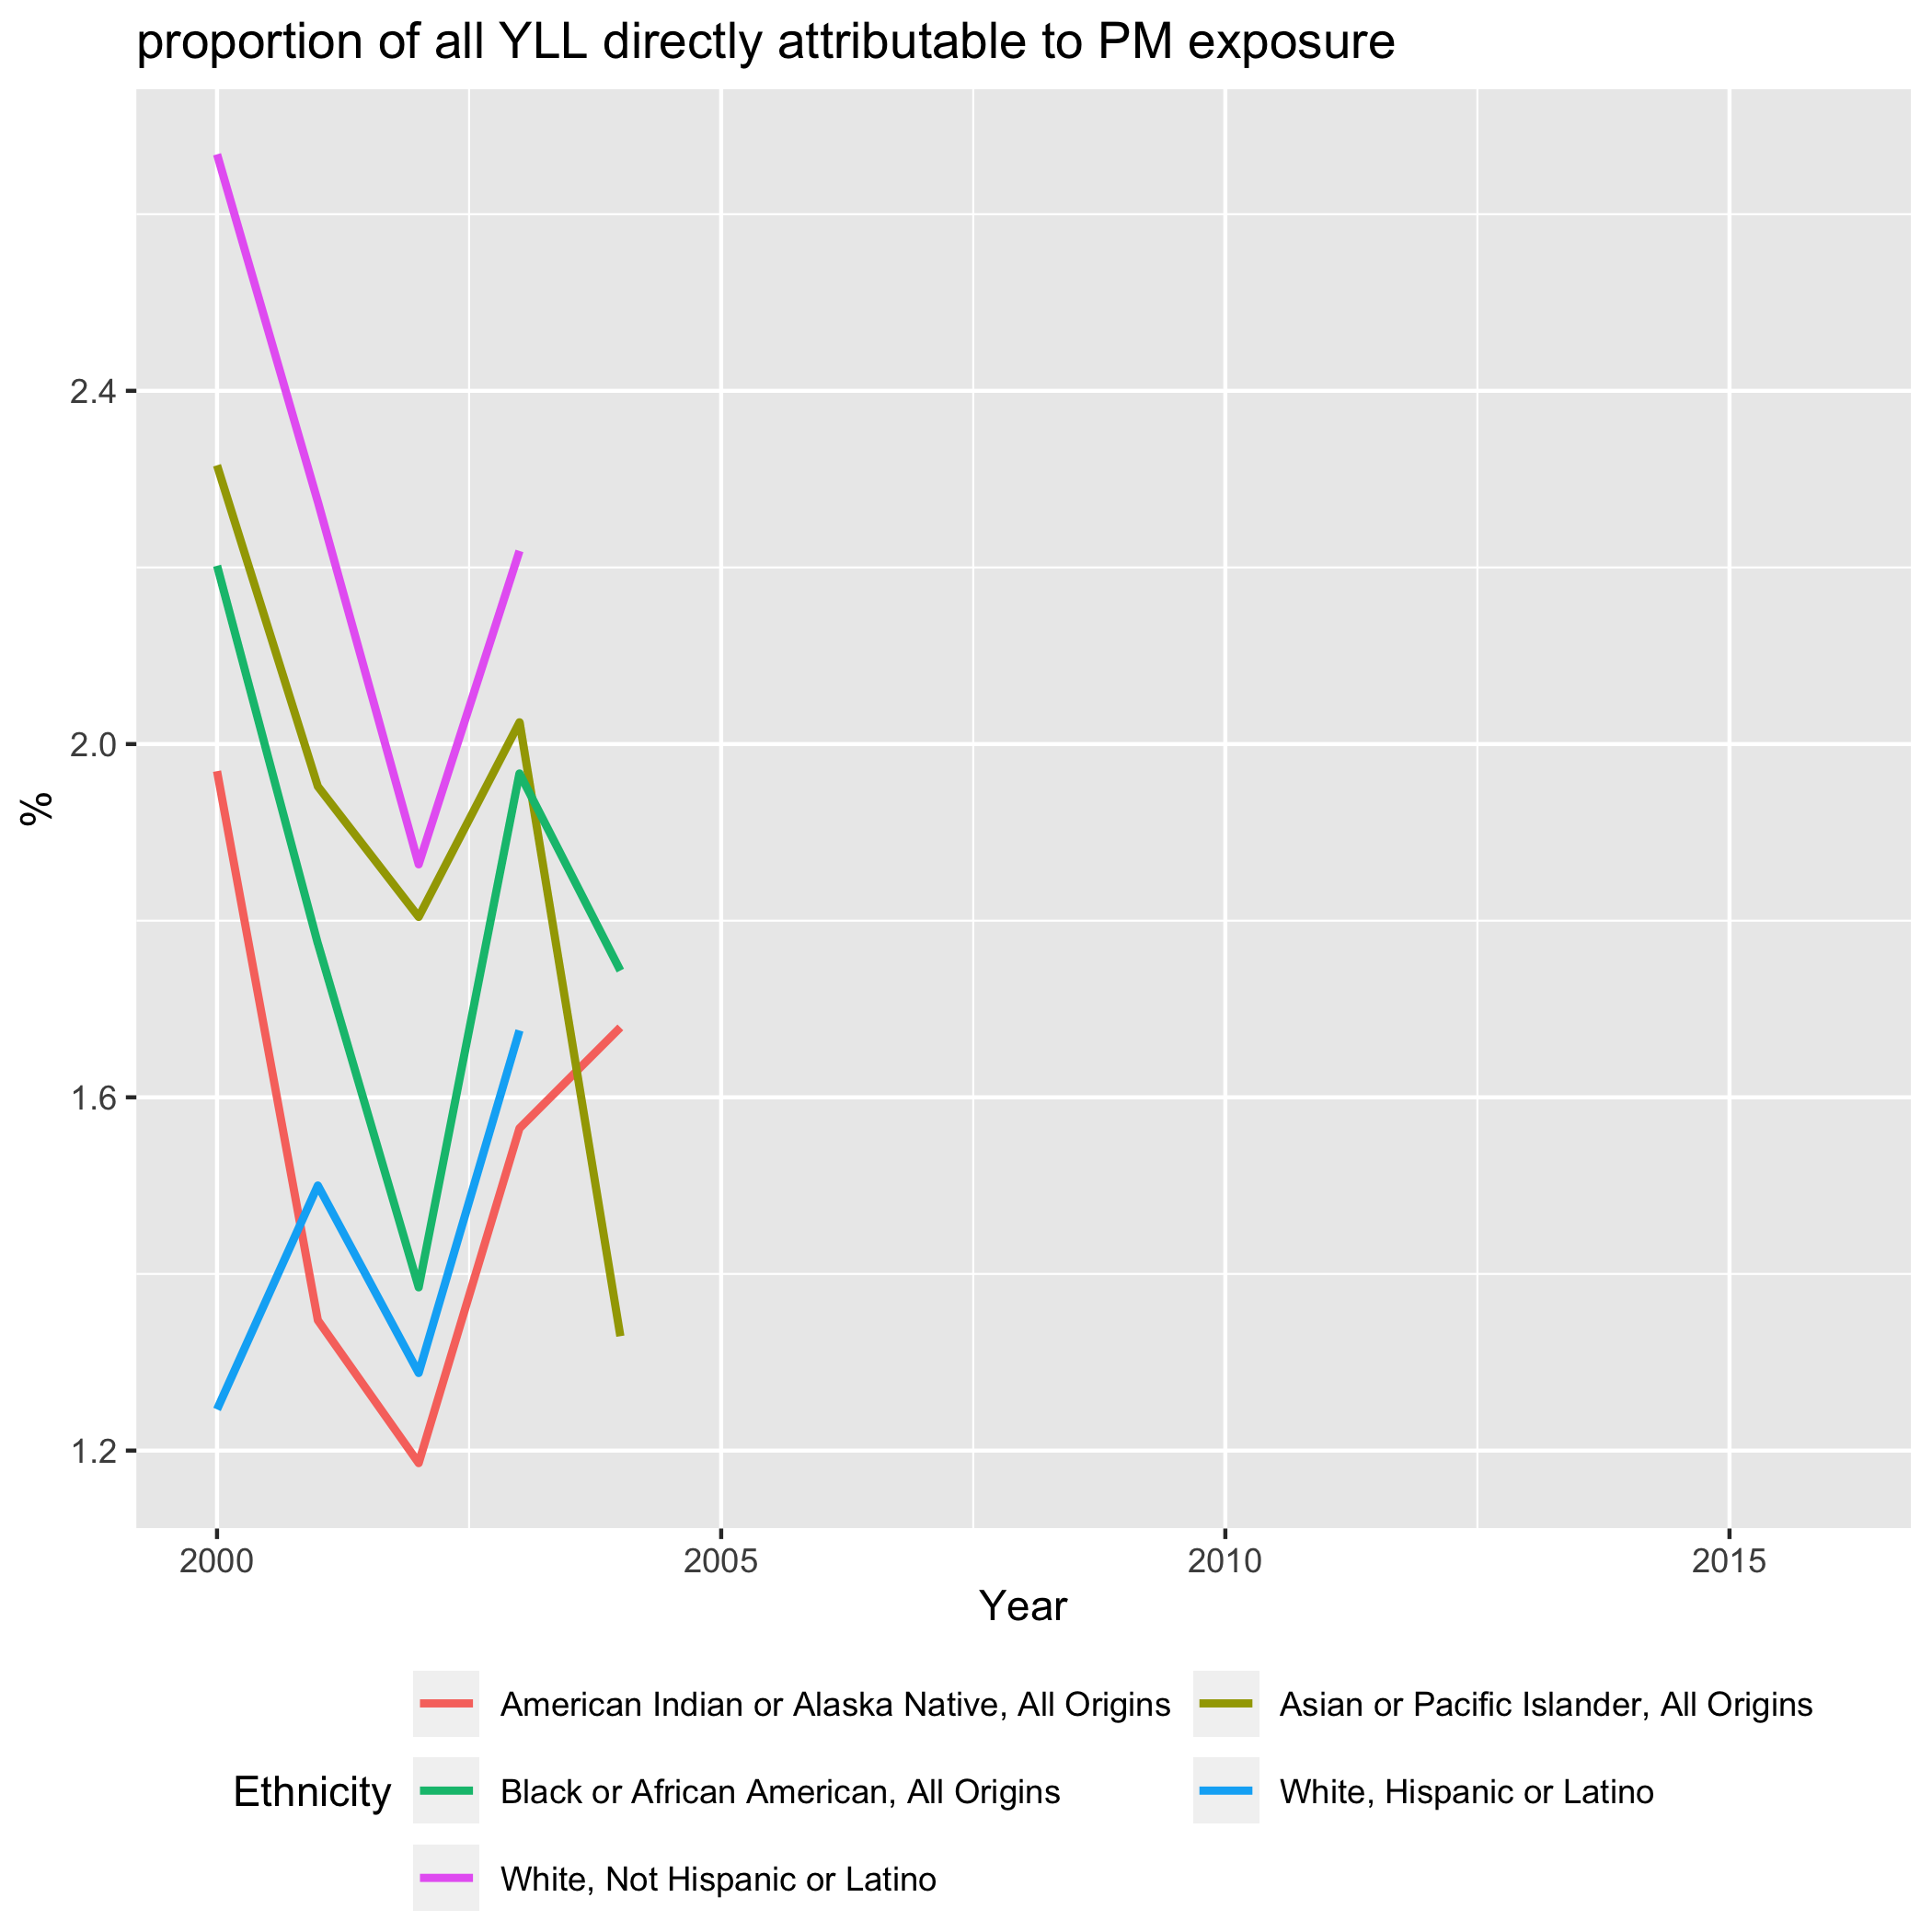 proportion of all YLL directly attributable to PM exposure
2.4
2.0
1.6
1.2
%
2000 2005 2010 2015
Year
Ethnicity
American Indian or Alaska Native, All Origins
Asian or Pacific Islander, All Origins
Black or African American, All Origins
White, Hispanic or Latino
White, Not Hispanic or Latino